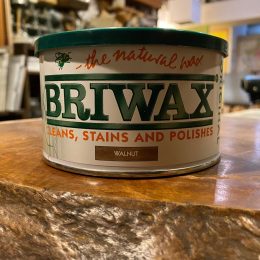 the natural wax
BRIWAX
CLEANS, STAINS AND POLISHES
WALNUT